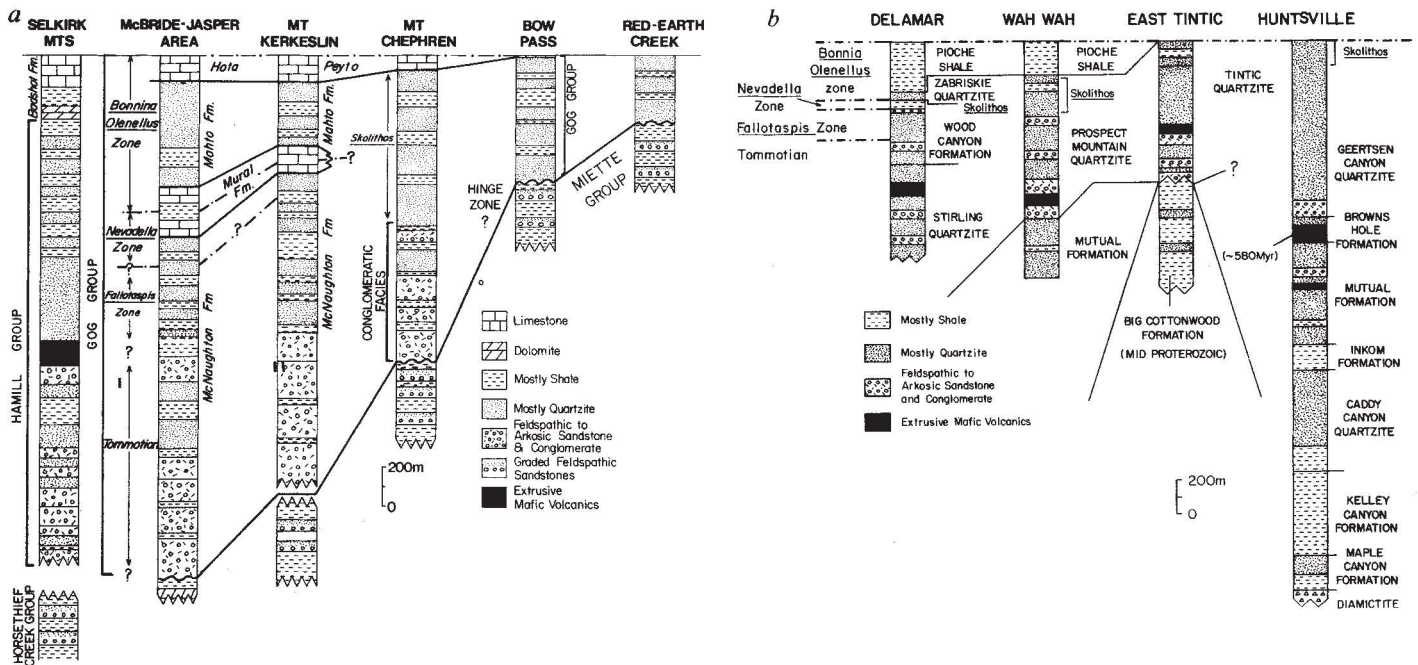 a
SELKIRK
MTS
McBRIDE-JASPER
AREA
MT
KERKESLIN
MT
CHEPHREN
BOW
PASS
RED-EARTH
CREEK
Badshot Fm.
HAMILL GROUP
HORSETHIEF
CREEK GROUP
Bonnina
Olenellus
Zone
Nevadella
Zone
?
Fallotaspis
Zone
?
Tommotian
?
GOG GROUP
Hota
Mahto Fm.
Mural
Fm.
?
McNaughton Fm
Peyto
Mahto Fm.
?
McNaughton Fm
Skolithos
CONGLOMERATIC
FACIES
HINGE
ZONE
?
GOG GROUP
MIETTE
GROUP
200m
0
Limestone
Dolomite
Mostly Shale
Mostly Quartzite
Feldspathic to
Arkosic Sandstone
& Conglomerate
Graded Feldspathic
Sandstones
Extrusive
Mafic Volcanics
b
DELAMAR
WAH WAH
EAST TINTIC
HUNTSVILLE
Bonnia
Olenellus
zone
Nevadella
Zone
Fallotaspis Zone
Tommotian
PIOCHE
SHALE
ZABRISKIE
QUARTZITE
Skolithos
WOOD
CANYON
FORMATION
STIRLING
QUARTZITE
PIOCHE
SHALE
Skolithos
PROSPECT
MOUNTAIN
QUARTZITE
MUTUAL
FORMATION
BIG COTTONWOOD
FORMATION
(MID PROTEROZOIC)
TINTIC
QUARTZITE
?
(~580Myr)
Skolithos
GEERTSEN
CANYON
QUARTZITE
BROWNS
HOLE
FORMATION
MUTUAL
FORMATION
INKOM
FORMATION
CADDY
CANYON
QUARTZITE
KELLEY
CANYON
FORMATION
MAPLE
CANYON
FORMATION
DIAMICTITE
Mostly Shale
Mostly Quartzite
Feldspathic to
Arkosic Sandstone
and Conglomerate
Extrusive Mafic Volcanics
200m
0